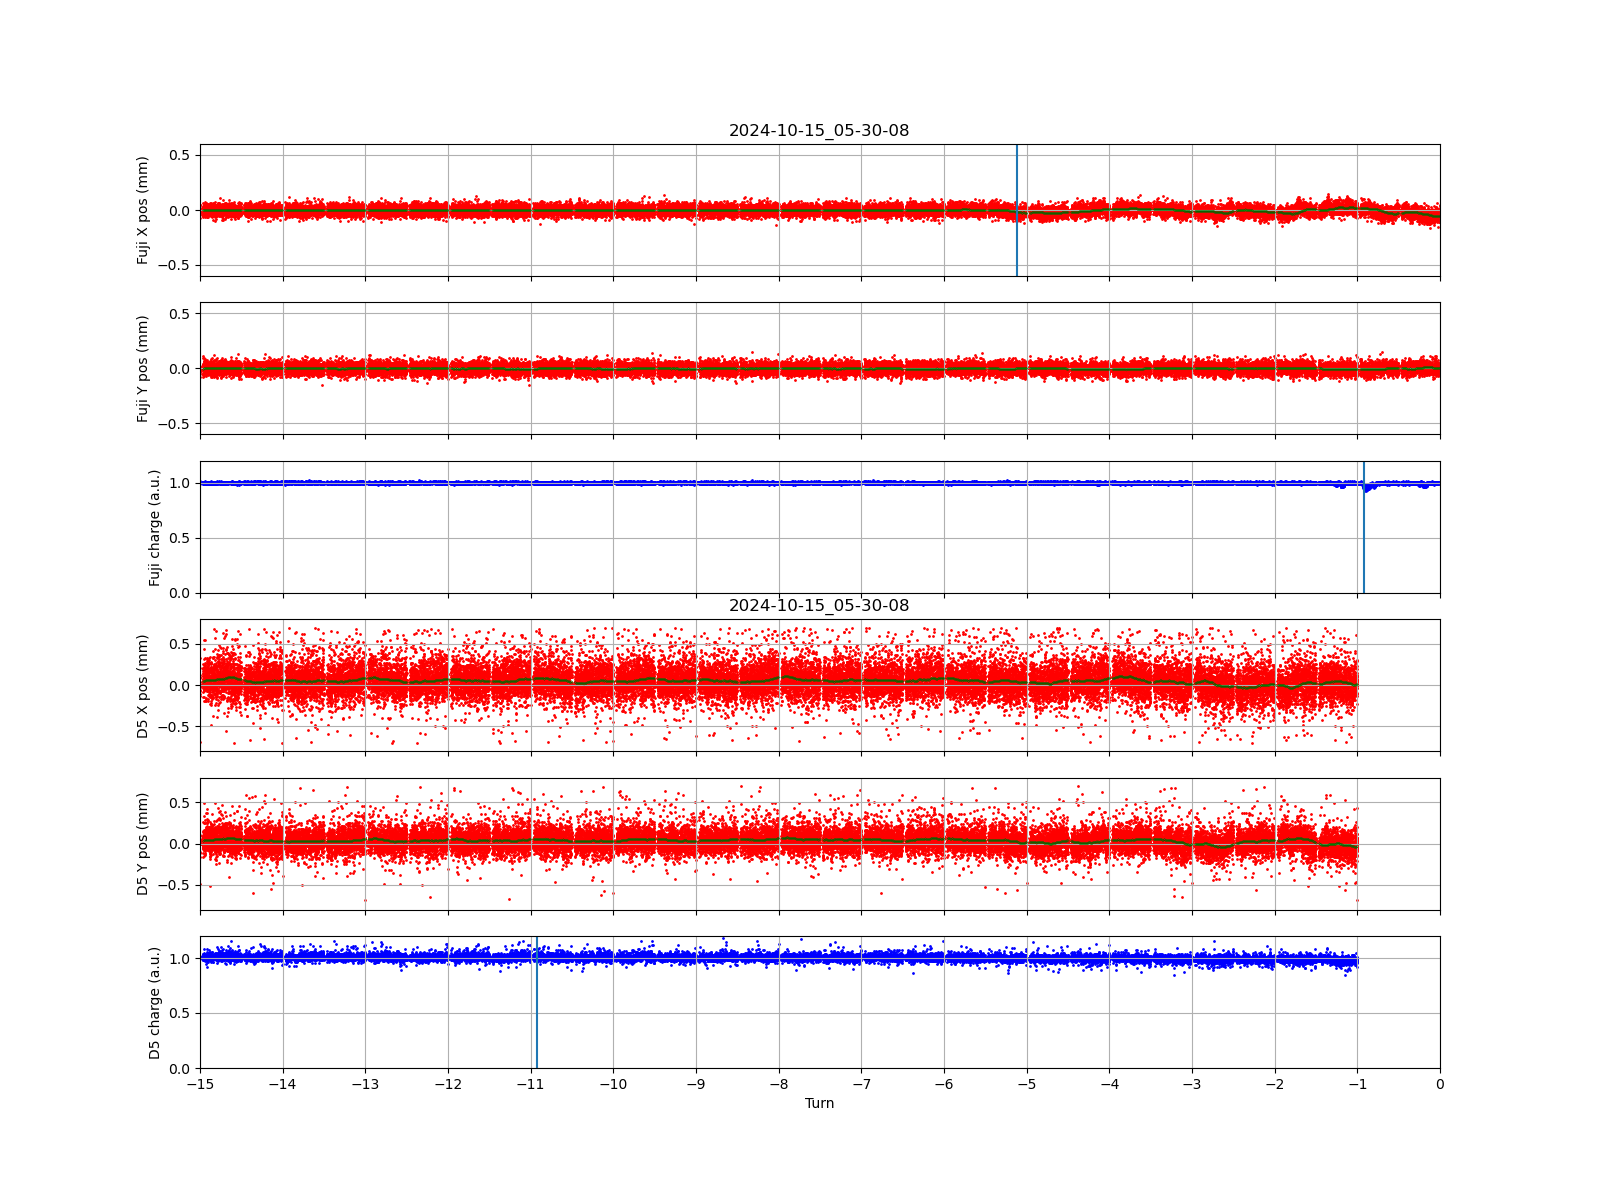 2024-10-15_05-30-08
Fuji X pos (mm)
0.5
0.0
−0.5
Fuji Y pos (mm)
0.5
0.0
−0.5
Fuji charge (a.u.)
1.0
0.5
0.0
2024-10-15_05-30-08
D5 X pos (mm)
0.5
0.0
−0.5
D5 Y pos (mm)
0.5
0.0
−0.5
D5 charge (a.u.)
1.0
0.5
0.0
−15 −14 −13 −12 −11 −10 −9 −8 −7 −6 −5 −4 −3 −2 −1 0
Turn